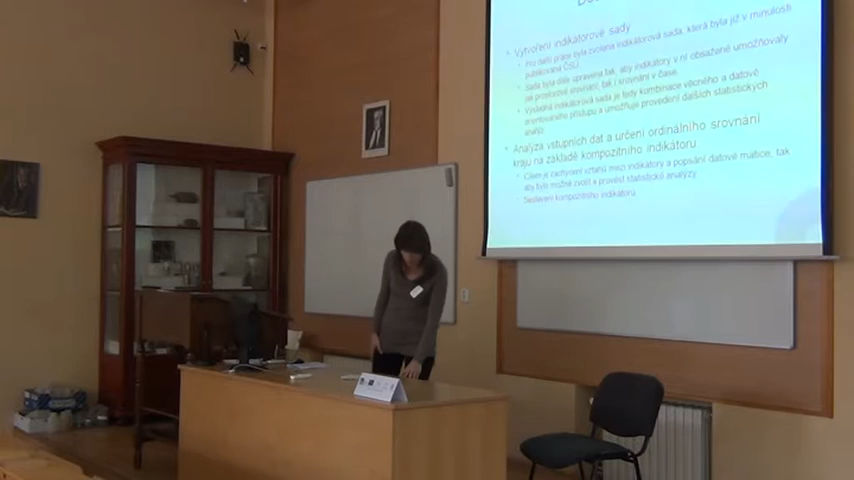 Vytvoření indikátorové sady
Pro další práce byla zvolena indikátorová sada, která byla již v minulosti
publikovaná ČSÚ.
Sada byla dále upravena tak, aby indikátory v ní obsažené umožňovaly
jak prostorové srovnání, tak i srovnání v čase.
Výsledná indikátorová sada je tedy kombinace věcného a datově
orientovaného přístupu a umožňuje provedení dalších statistických
analýz.
Analýza vstupních dat a určení ordinálního srovnání
krajů na základě kompozitního indikátoru.
Cílem je zachycení vztahů mezi indikátory a popsání datové matice, tak
aby bylo možné zvolit a provést statistické analýzy.
Sestavení kompozitního indikátoru.